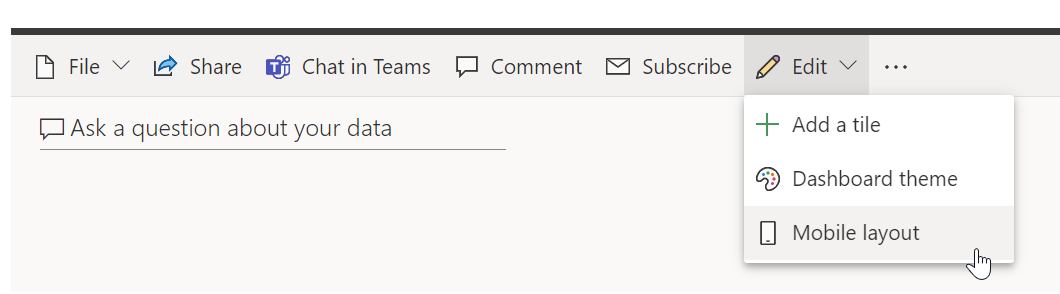 File Share Chat in Teams Comment Subscribe Edit ...
Ask a question about your data
Add a tile
Dashboard theme
Mobile layout